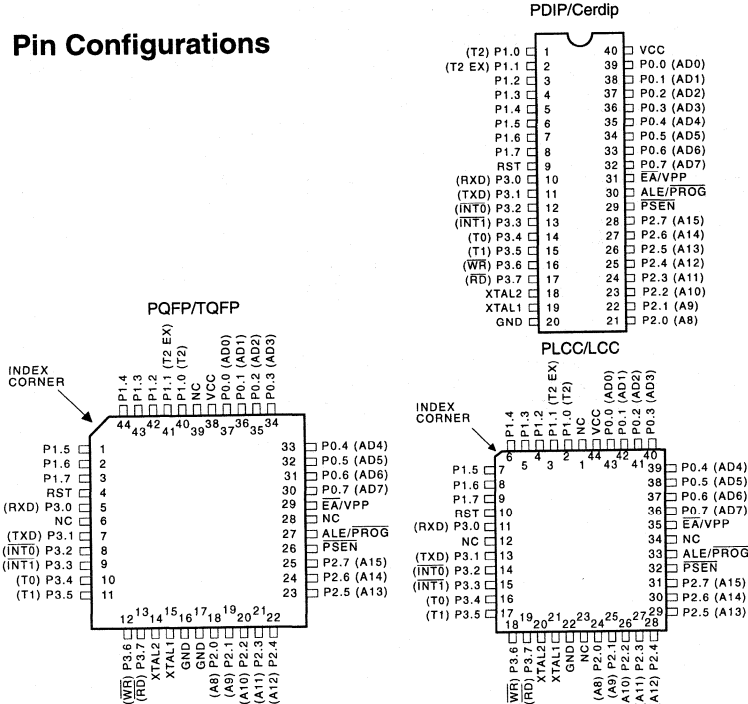 Pin Configurations
PDIP/Cerdip
(T2) P1.0 1 40 VCC
(T2 EX) P1.1 2 39 P0.0 (AD0)
P1.2 3 38 P0.1 (AD1)
P1.3 4 37 P0.2 (AD2)
P1.4 5 36 P0.3 (AD3)
P1.5 6 35 P0.4 (AD4)
P1.6 7 34 P0.5 (AD5)
P1.7 8 33 P0.6 (AD6)
RST 9 32 P0.7 (AD7)
(RXD) P3.0 10 31 EA/VPP
(TXD) P3.1 11 30 ALE/PROG
(INT0) P3.2 12 29 PSEN
(INT1) P3.3 13 28 P2.7 (A15)
(T0) P3.4 14 27 P2.6 (A14)
(T1) P3.5 15 26 P2.5 (A13)
(WR) P3.6 16 25 P2.4 (A12)
(RD) P3.7 17 24 P2.3 (A11)
XTAL2 18 23 P2.2 (A10)
XTAL1 19 22 P2.1 (A9)
GND 20 21 P2.0 (A8)
PQFP/TQFP
INDEX
CORNER
P1.4
P1.3
P1.2
P1.1 (T2 EX)
P1.0 (T2)
NC
VCC
P0.0 (AD0)
P0.1 (AD1)
P0.2 (AD2)
P0.3 (AD3)
44 43 42 41 40 39 38 37 36 35 34
P1.5 1 33 P0.4 (AD4)
P1.6 2 32 P0.5 (AD5)
P1.7 3 31 P0.6 (AD6)
RST 4 30 P0.7 (AD7)
(RXD) P3.0 5 29 EA/VPP
NC 6 28 NC
(TXD) P3.1 7 27 ALE/PROG
(INT0) P3.2 8 26 PSEN
(INT1) P3.3 9 25 P2.7 (A15)
(T0) P3.4 10 24 P2.6 (A14)
(T1) P3.5 11 23 P2.5 (A13)
12 13 14 15 16 17 18 19 20 21 22
(WR) P3.6
(RD) P3.7
XTAL2
XTAL1
GND
GND
(A8) P2.0
(A9) P2.1
(A10) P2.2
(A11) P2.3
(A12) P2.4
PLCC/LCC
INDEX
CORNER
P1.4
P1.3
P1.2
P1.1 (T2 EX)
P1.0 (T2)
NC
VCC
P0.0 (AD0)
P0.1 (AD1)
P0.2 (AD2)
P0.3 (AD3)
6 5 4 3 2 1 44 43 42 41 40
P1.5 7 39 P0.4 (AD4)
P1.6 8 38 P0.5 (AD5)
P1.7 9 37 P0.6 (AD6)
RST 10 36 P0.7 (AD7)
(RXD) P3.0 11 35 EA/VPP
NC 12 34 NC
(TXD) P3.1 13 33 ALE/PROG
(INT0) P3.2 14 32 PSEN
(INT1) P3.3 15 31 P2.7 (A15)
(T0) P3.4 16 30 P2.6 (A14)
(T1) P3.5 17 29 P2.5 (A13)
18 19 20 21 22 23 24 25 26 27 28
(WR) P3.6
(RD) P3.7
XTAL2
XTAL1
GND
NC
(A8) P2.0
(A9) P2.1
A10) P2.2
A11) P2.3
A12) P2.4